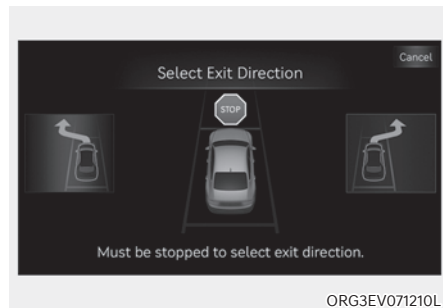 Cancel
Select Exit Direction
STOP
Must be stopped to select exit direction.
ORG3EV071210L